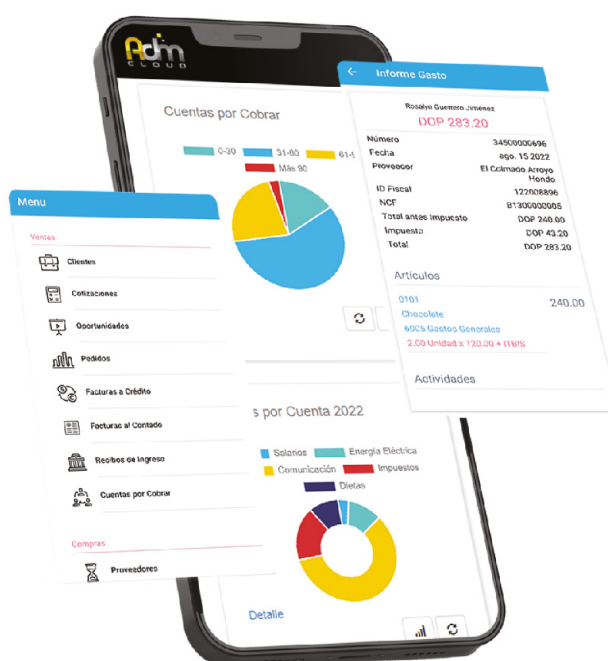 Adm
CLOUD
Cuentas por Cobrar
0-30
31-60
61-9
Más 90
s por Cuenta 2022
Salarios
Energía Eléctrica
Comunicación
Impuestos
Dietas
Detalle
Menu
Ventas
Clientes
Cotizaciones
Oportunidades
Pedidos
Facturas a Crédito
Facturas al Contado
Recibos de Ingreso
Cuentas por Cobrar
Compras
Proveedores
Informe Gasto
Rosalyo Guerrero Jiménez
DOP 283.20
Número 34500000696
Fecha ago. 15 2022
Proveedor El Colmado Arroyo
Hondo
ID Fiscal 122008896
NCF B1300000005
Total antes Impuesto DOP 240.00
Impuesto DOP 43.20
Total DOP 283.20
Artículos
0101 240.00
Chocolate
6005 Gastos Generales
2.00 Unidad x 120.00 + ITBIS
Actividades